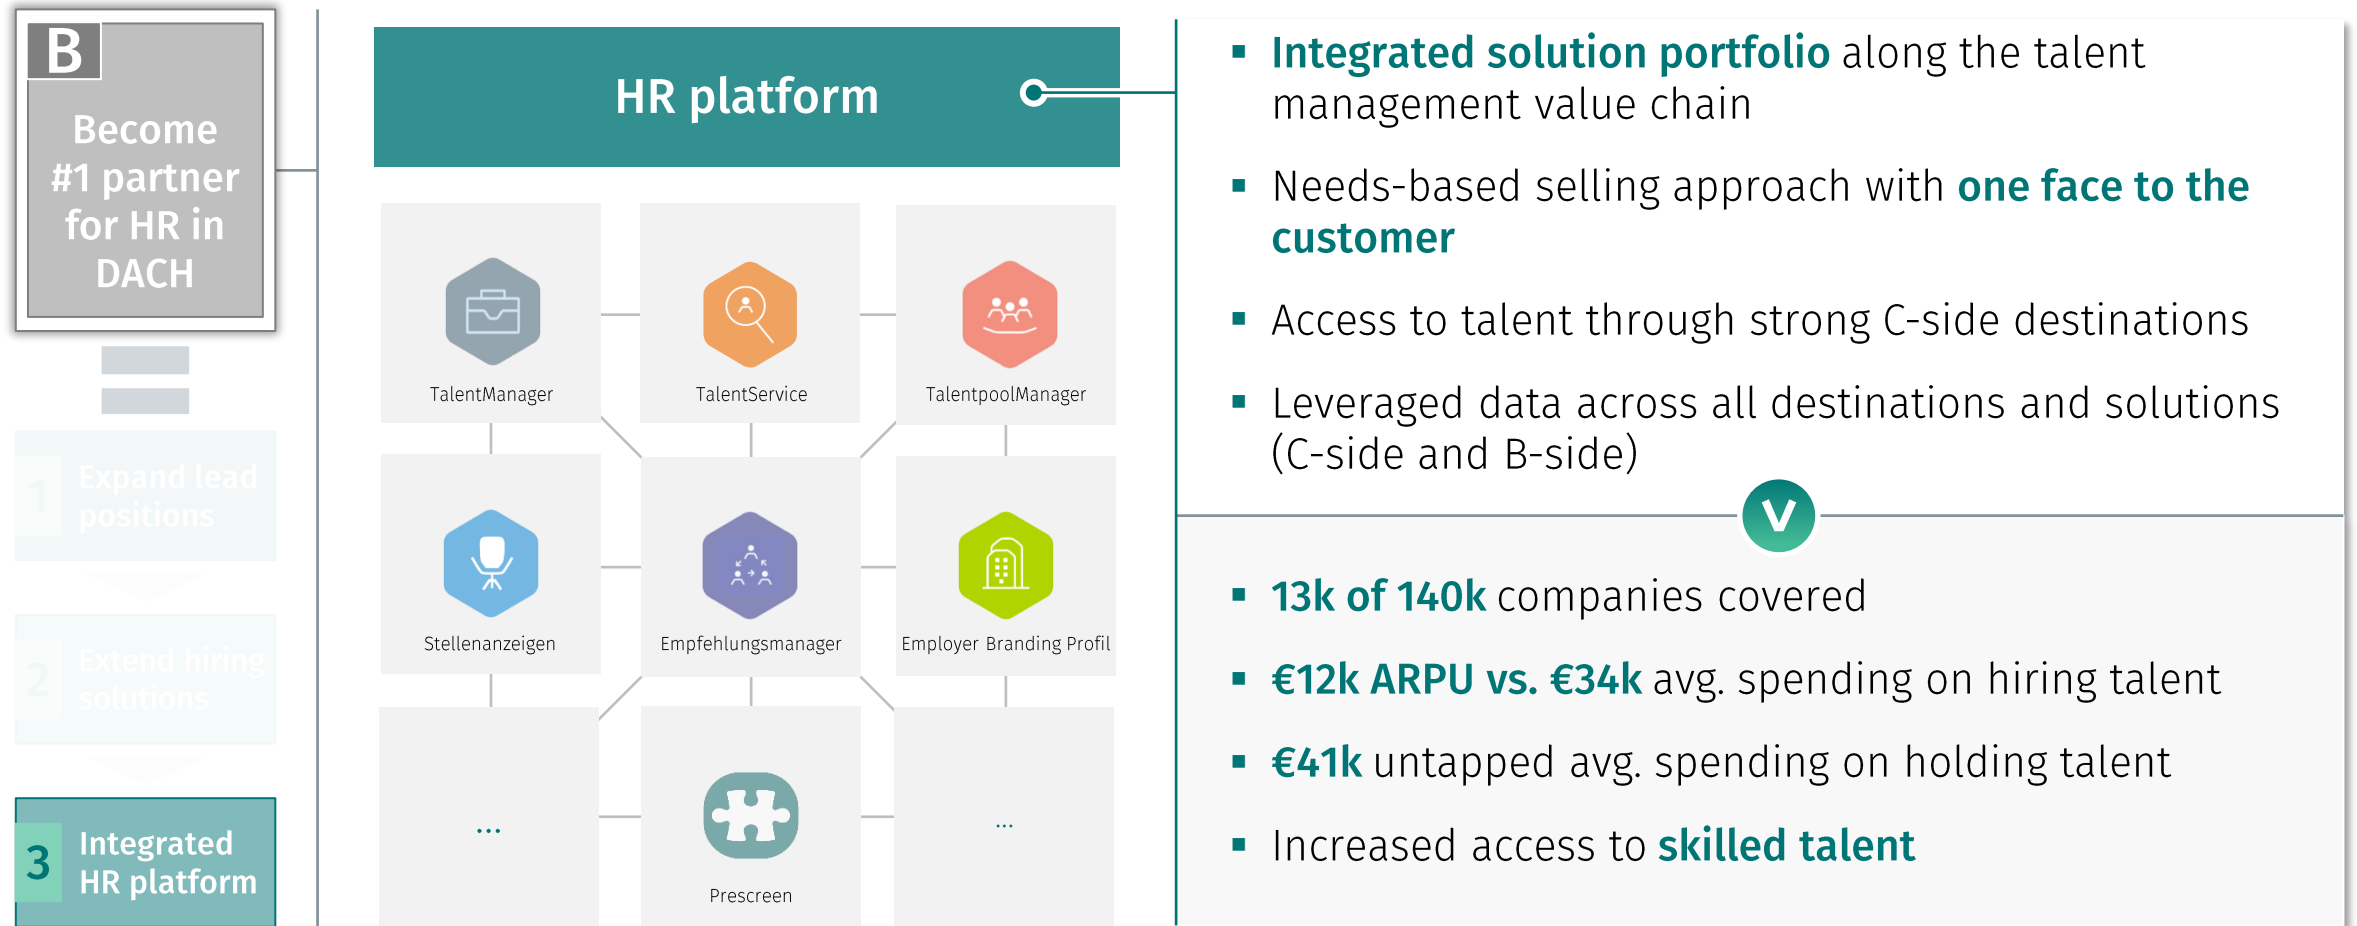 B
Become
#1 partner
for HR in
DACH
1
Expand lead
positions
2
Extend hiring
solutions
3
Integrated
HR platform
HR platform
TalentManager
TalentService
TalentpoolManager
Stellenanzeigen
Empfehlungsmanager
Employer Branding Profil
...
Prescreen
...
▪ Integrated solution portfolio along the talent
management value chain
▪ Needs-based selling approach with one face to the
customer
▪ Access to talent through strong C-side destinations
▪ Leveraged data across all destinations and solutions
(C-side and B-side)
▪ 13k of 140k companies covered
▪ €12k ARPU vs. €34k avg. spending on hiring talent
▪ €41k untapped avg. spending on holding talent
▪ Increased access to skilled talent